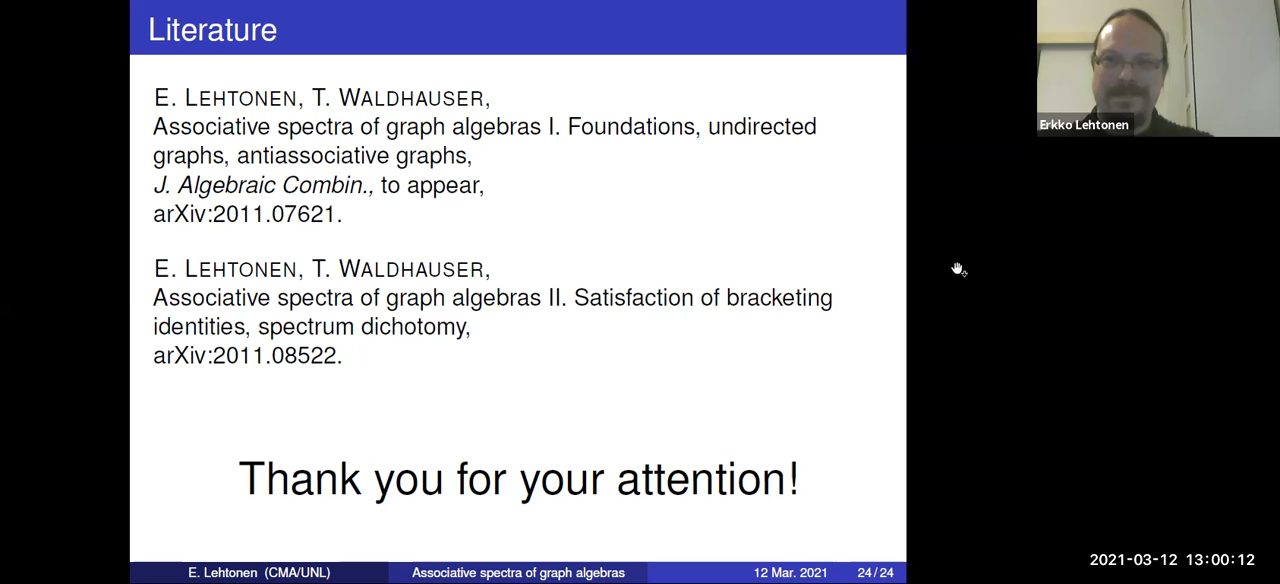 Literature
E. LEHTONEN, T. WALDHAUSER,
Associative spectra of graph algebras I. Foundations, undirected
graphs, antiassociative graphs,
J. Algebraic Combin., to appear,
arXiv:2011.07621.
E. LEHTONEN, T. WALDHAUSER,
Associative spectra of graph algebras II. Satisfaction of bracketing
identities, spectrum dichotomy,
arXiv:2011.08522.
Thank you for your attention!
E. Lehtonen (CMA/UNL) Associative spectra of graph algebras 12 Mar. 2021 24/24
Erkko Lehtonen
2021-03-12 13:00:12